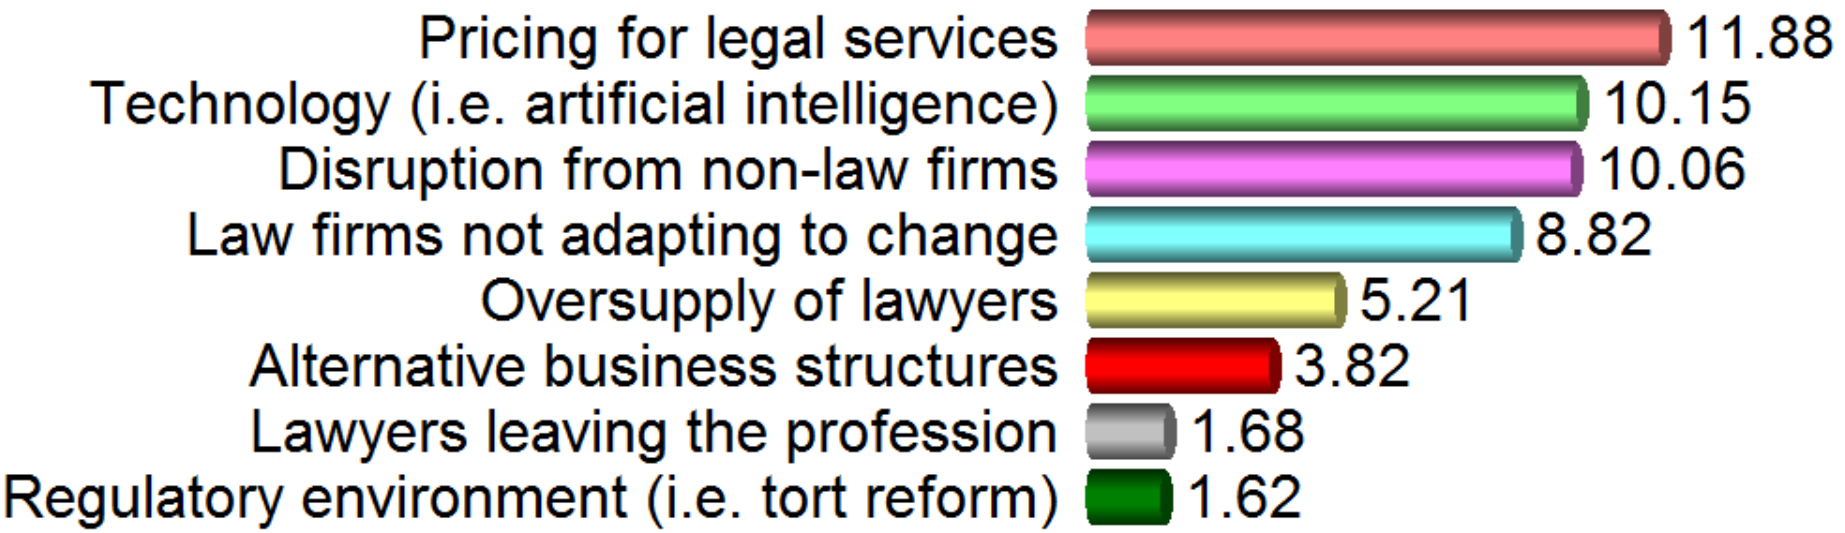 Pricing for legal services 11.88
Technology (i.e. artificial intelligence) 10.15
Disruption from non-law firms 10.06
Law firms not adapting to change 8.82
Oversupply of lawyers 5.21
Alternative business structures 3.82
Lawyers leaving the profession 1.68
Regulatory environment (i.e. tort reform) 1.62